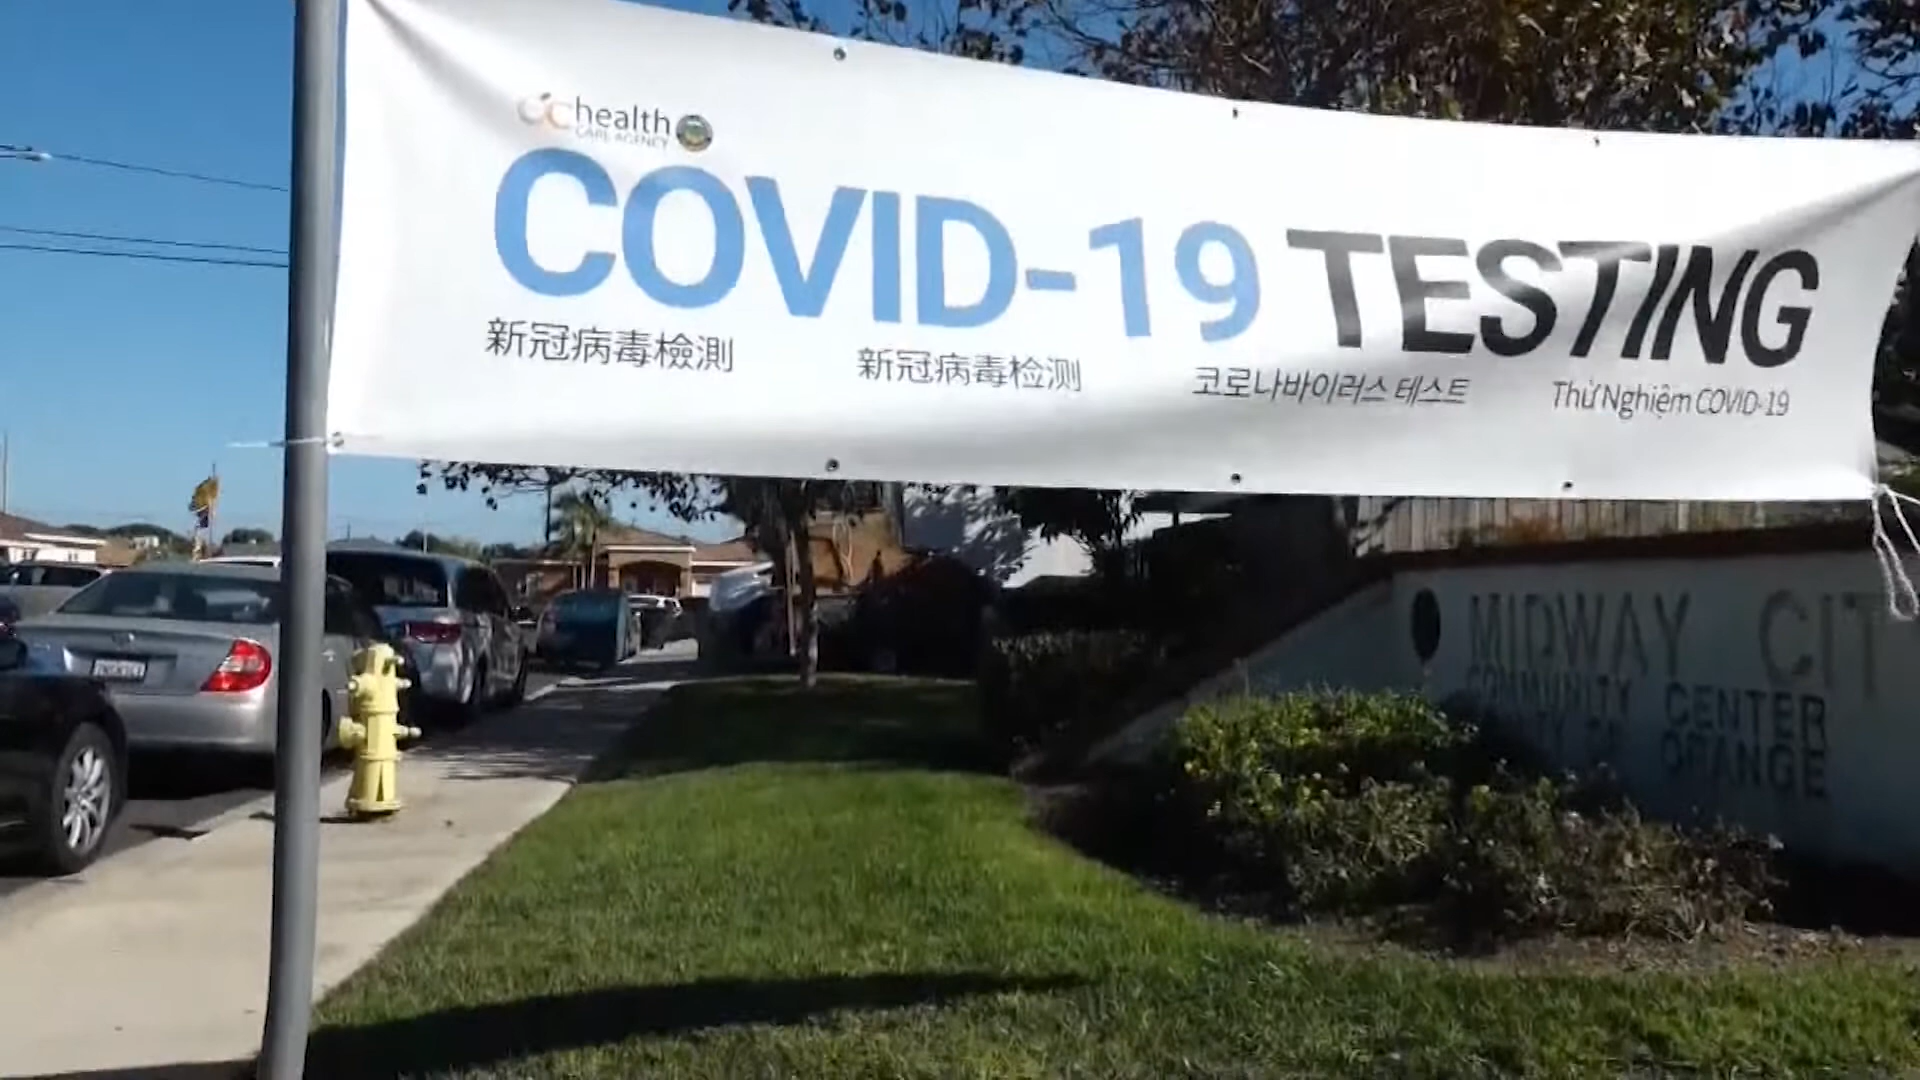 OC health
CARE AGENCY
COVID-19 TESTING
新冠病毒檢測 新冠病毒检测 코로나바이러스 테스트 Thử Nghiệm COVID-19
MIDWAY CIT
COMMUNITY CENTER
ORANGE